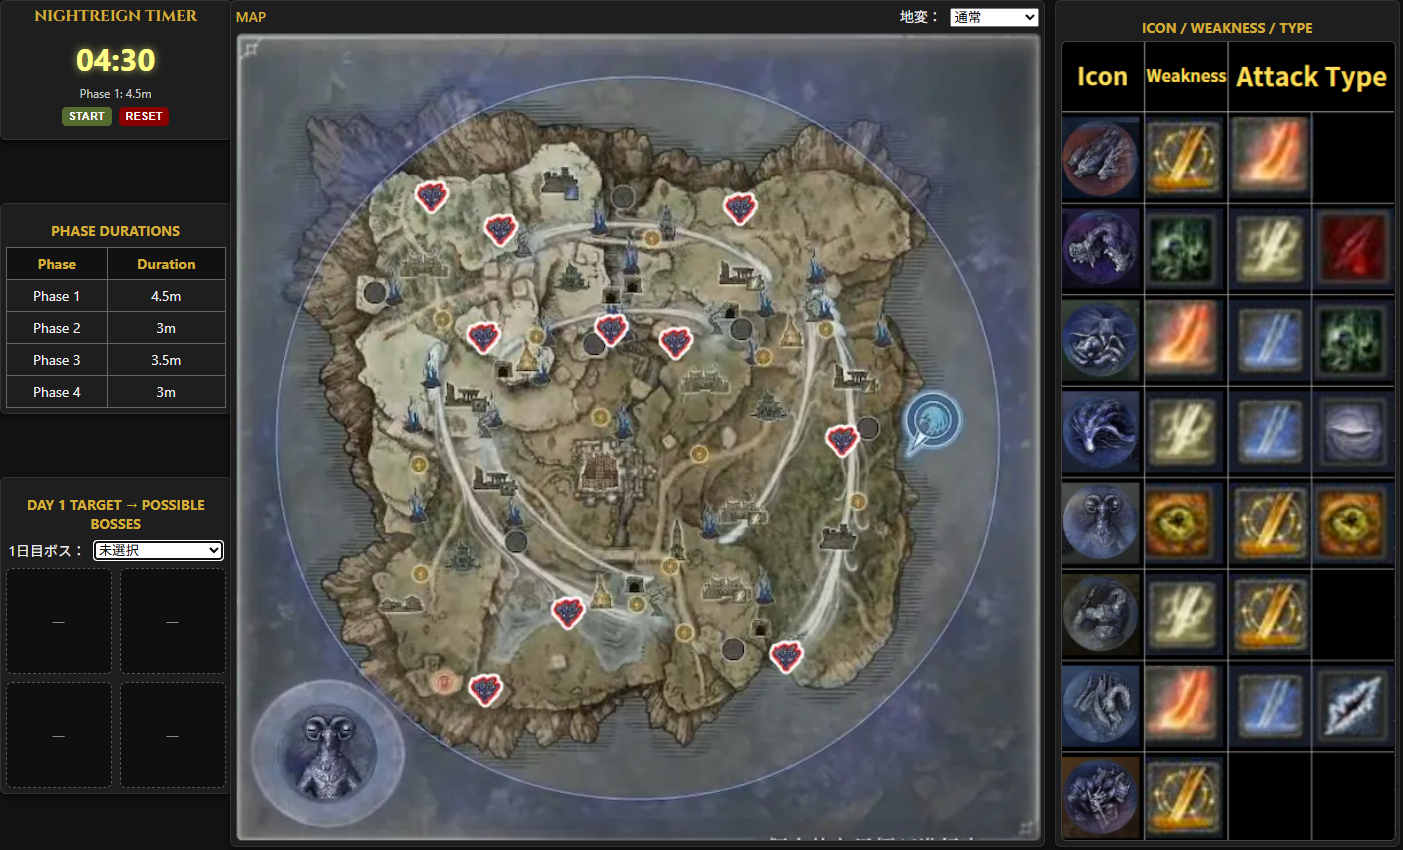 NIGHTREIGN TIMER
04:30
Phase 1: 4.5m
START RESET
PHASE DURATIONS
Phase Duration
Phase 1 4.5m
Phase 2 3m
Phase 3 3.5m
Phase 4 3m
DAY 1 TARGET → POSSIBLE
BOSSES
1日目ボス： 未選択
—
—
—
—
MAP
地変： 通常
ICON / WEAKNESS / TYPE
Icon Weakness Attack Type